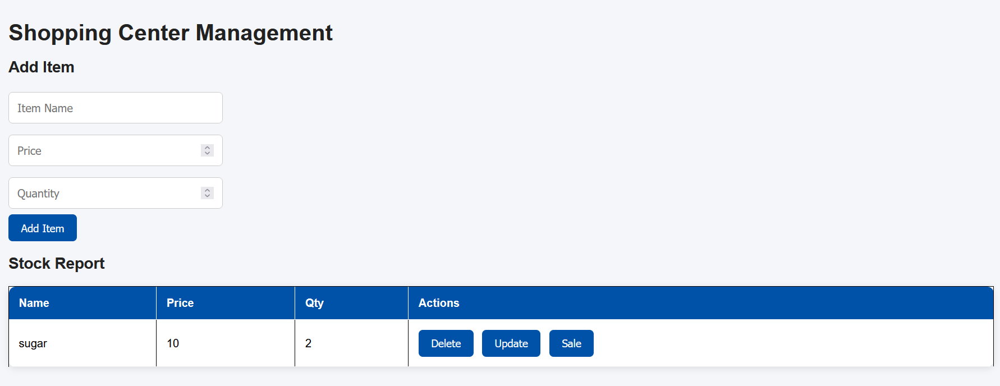 Shopping Center Management
Add Item
Item Name
Price
Quantity
Add Item
Stock Report
Name Price Qty Actions
sugar 10 2 Delete Update Sale